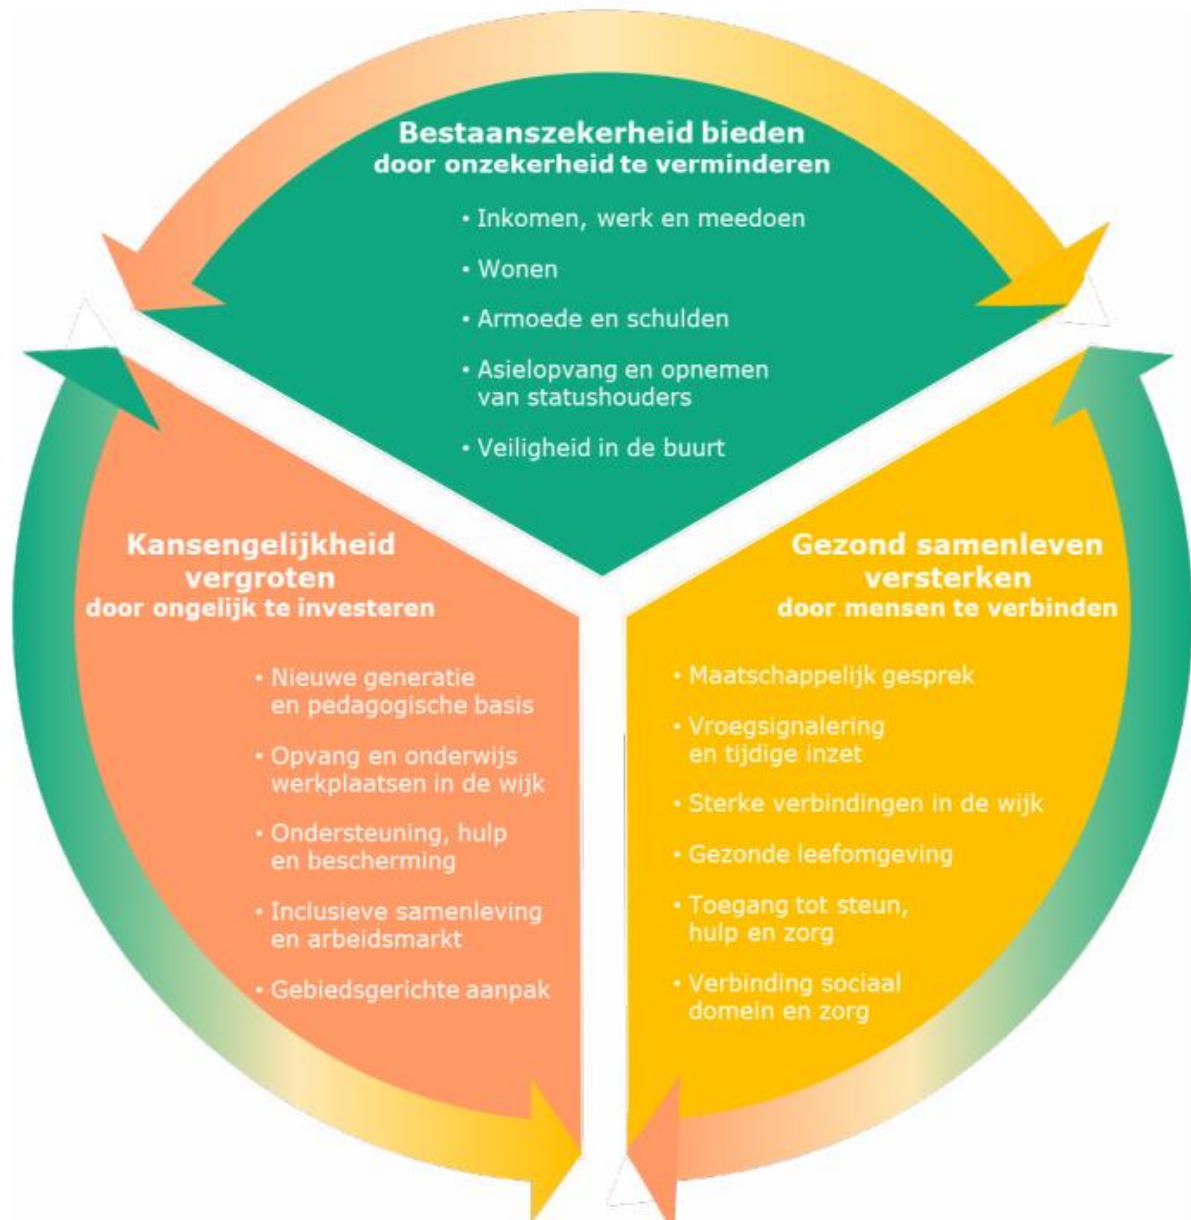 Bestaanszekerheid bieden
door onzekerheid te verminderen
• Inkomen, werk en meedoen
• Wonen
• Armoede en schulden
• Asielopvang en opnemen
van statushouders
• Veiligheid in de buurt
Kansengelijkheid
vergroten
door ongelijk te investeren
• Nieuwe generatie
en pedagogische basis
• Opvang en onderwijs
werkplaatsen in de wijk
• Ondersteuning, hulp
en bescherming
• Inclusieve samenleving
en arbeidsmarkt
• Gebiedsgerichte aanpak
Gezond samenleven
versterken
door mensen te verbinden
• Maatschappelijk gesprek
• Vroegsignalering
en tijdige inzet
• Sterke verbindingen in de wijk
• Gezonde leefomgeving
• Toegang tot steun,
hulp en zorg
• Verbinding sociaal
domein en zorg